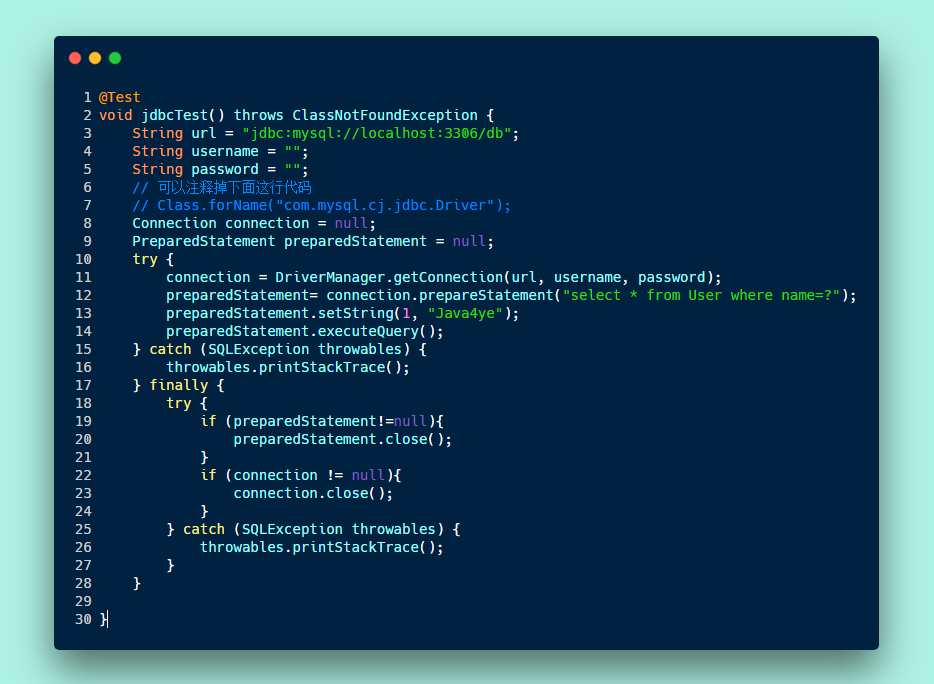 1 @Test
2 void jdbcTest() throws ClassNotFoundException {
3     String url = "jdbc:mysql://localhost:3306/db";
4     String username = "";
5     String password = "";
6     // 可以注释掉下面这行代码
7     // Class.forName("com.mysql.cj.jdbc.Driver");
8     Connection connection = null;
9     PreparedStatement preparedStatement = null;
10     try {
11         connection = DriverManager.getConnection(url, username, password);
12         preparedStatement= connection.prepareStatement("select * from User where name=?");
13         preparedStatement.setString(1, "Java4ye");
14         preparedStatement.executeQuery();
15     } catch (SQLException throwables) {
16         throwables.printStackTrace();
17     } finally {
18         try {
19             if (preparedStatement!=null){
20                 preparedStatement.close();
21             }
22             if (connection != null){
23                 connection.close();
24             }
25         } catch (SQLException throwables) {
26             throwables.printStackTrace();
27         }
28     }
29
30 }